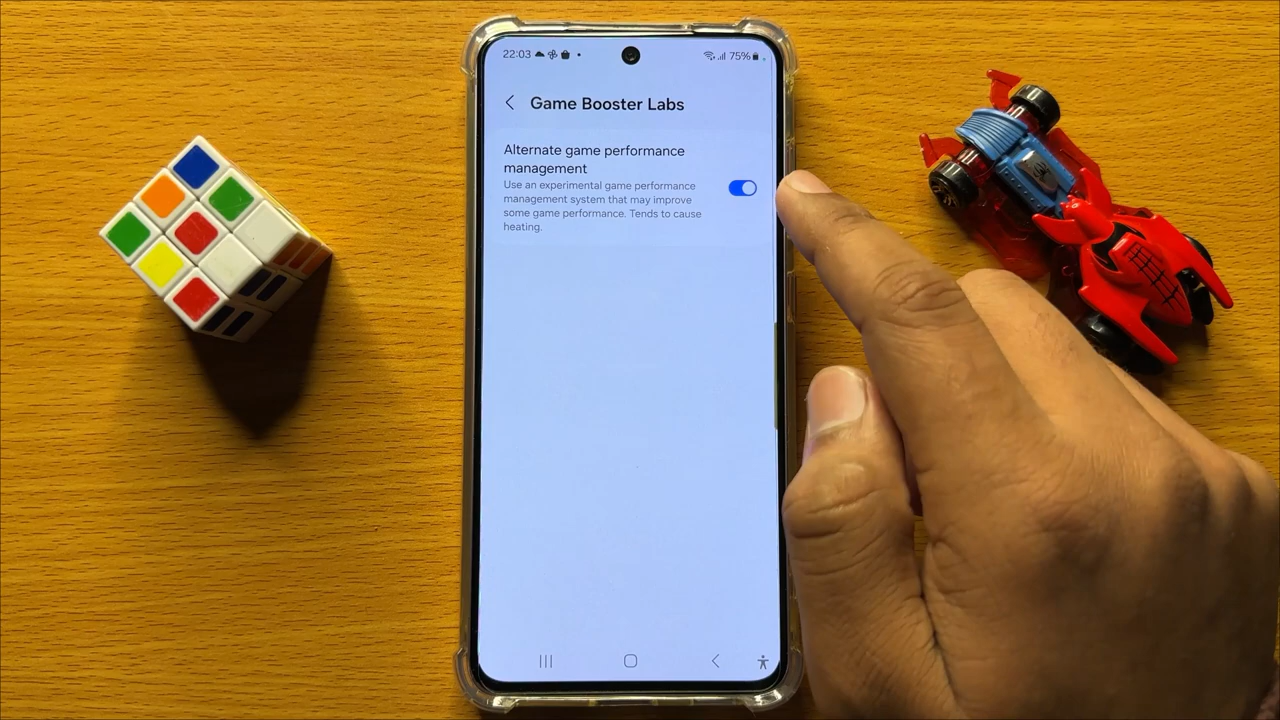 22:03
75%
Game Booster Labs
Alternate game performance
management
Use an experimental game performance
management system that may improve
some game performance. Tends to cause
heating.